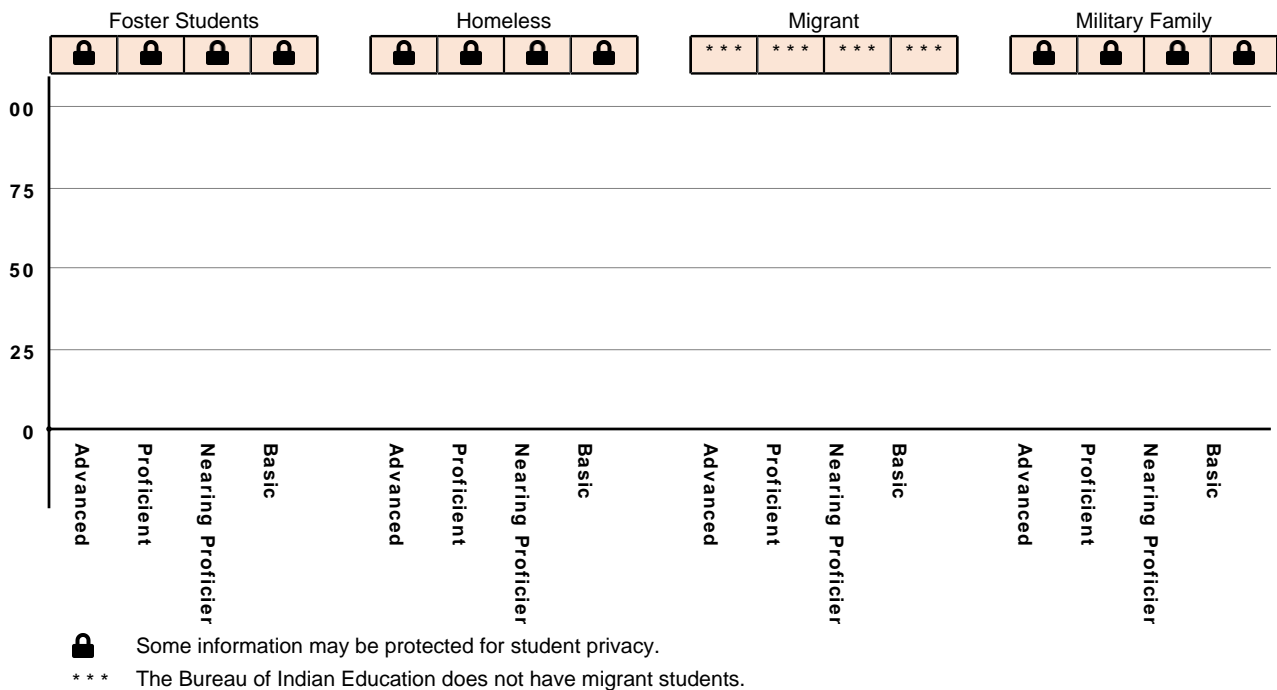 Foster Students Homeless Migrant Military Family
* * * * * * * * * * * *
00
75
50
25
0
Advanced Proficient Nearing Proficier Basic Advanced Proficient Nearing Proficier Basic Advanced Proficient Nearing Proficier Basic Advanced Proficient Nearing Proficier Basic
Some information may be protected for student privacy.
* * * The Bureau of Indian Education does not have migrant students.